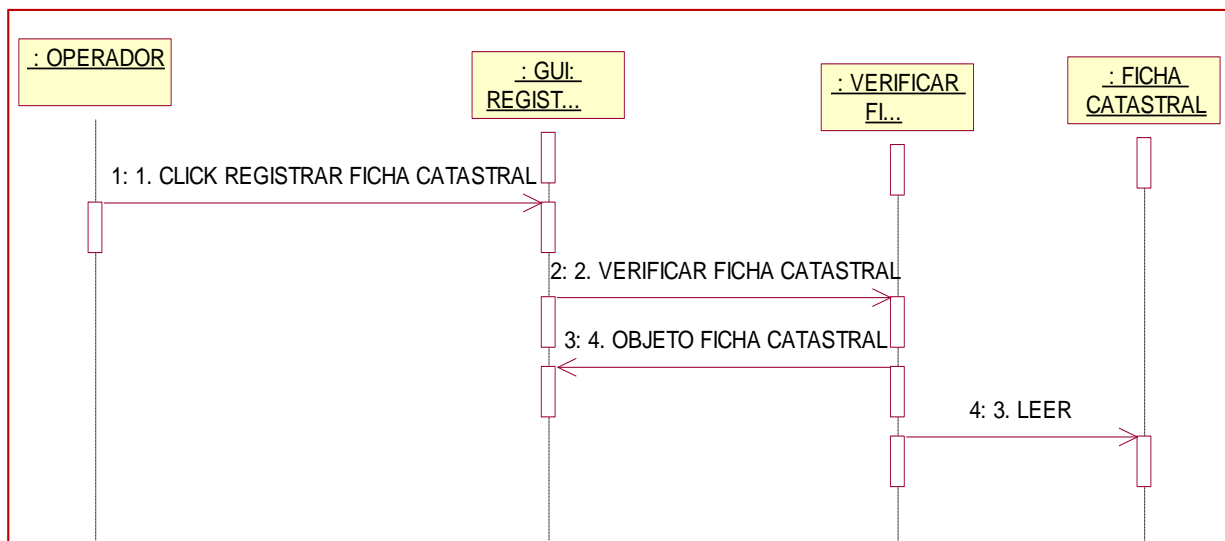 : OPERADOR
: GUI:
REGIST...
: VERIFICAR
FI...
: FICHA
CATASTRAL
1: 1. CLICK REGISTRAR FICHA CATASTRAL
2: 2. VERIFICAR FICHA CATASTRAL
3: 4. OBJETO FICHA CATASTRAL
4: 3. LEER